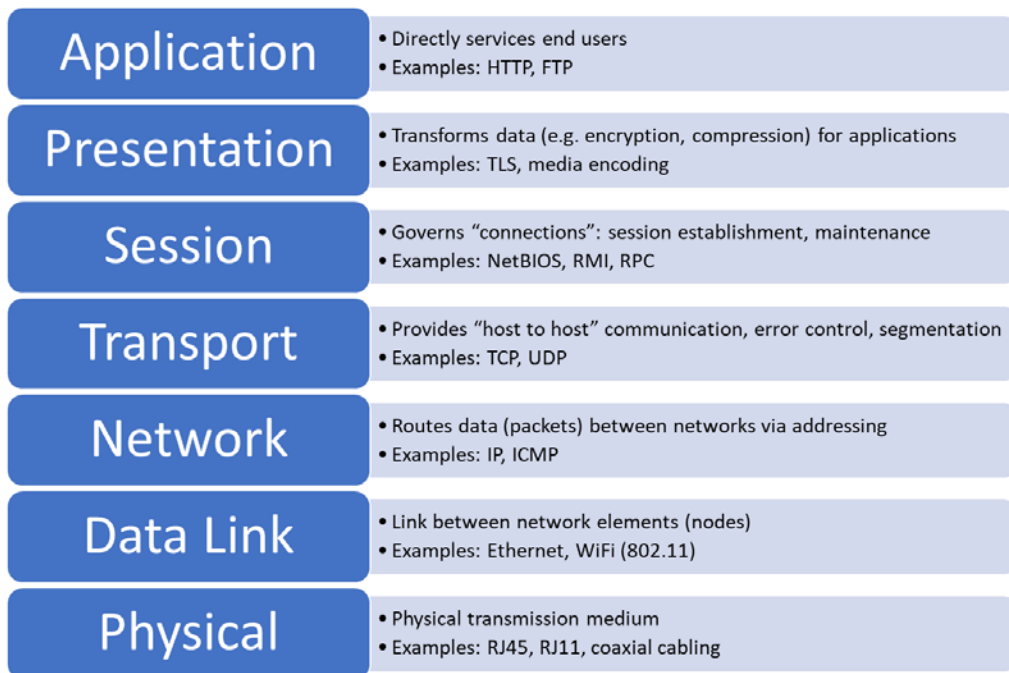 Application
• Directly services end users
• Examples: HTTP, FTP
Presentation
• Transforms data (e.g. encryption, compression) for applications
• Examples: TLS, media encoding
Session
• Governs “connections”: session establishment, maintenance
• Examples: NetBIOS, RMI, RPC
Transport
• Provides “host to host” communication, error control, segmentation
• Examples: TCP, UDP
Network
• Routes data (packets) between networks via addressing
• Examples: IP, ICMP
Data Link
• Link between network elements (nodes)
• Examples: Ethernet, WiFi (802.11)
Physical
• Physical transmission medium
• Examples: RJ45, RJ11, coaxial cabling